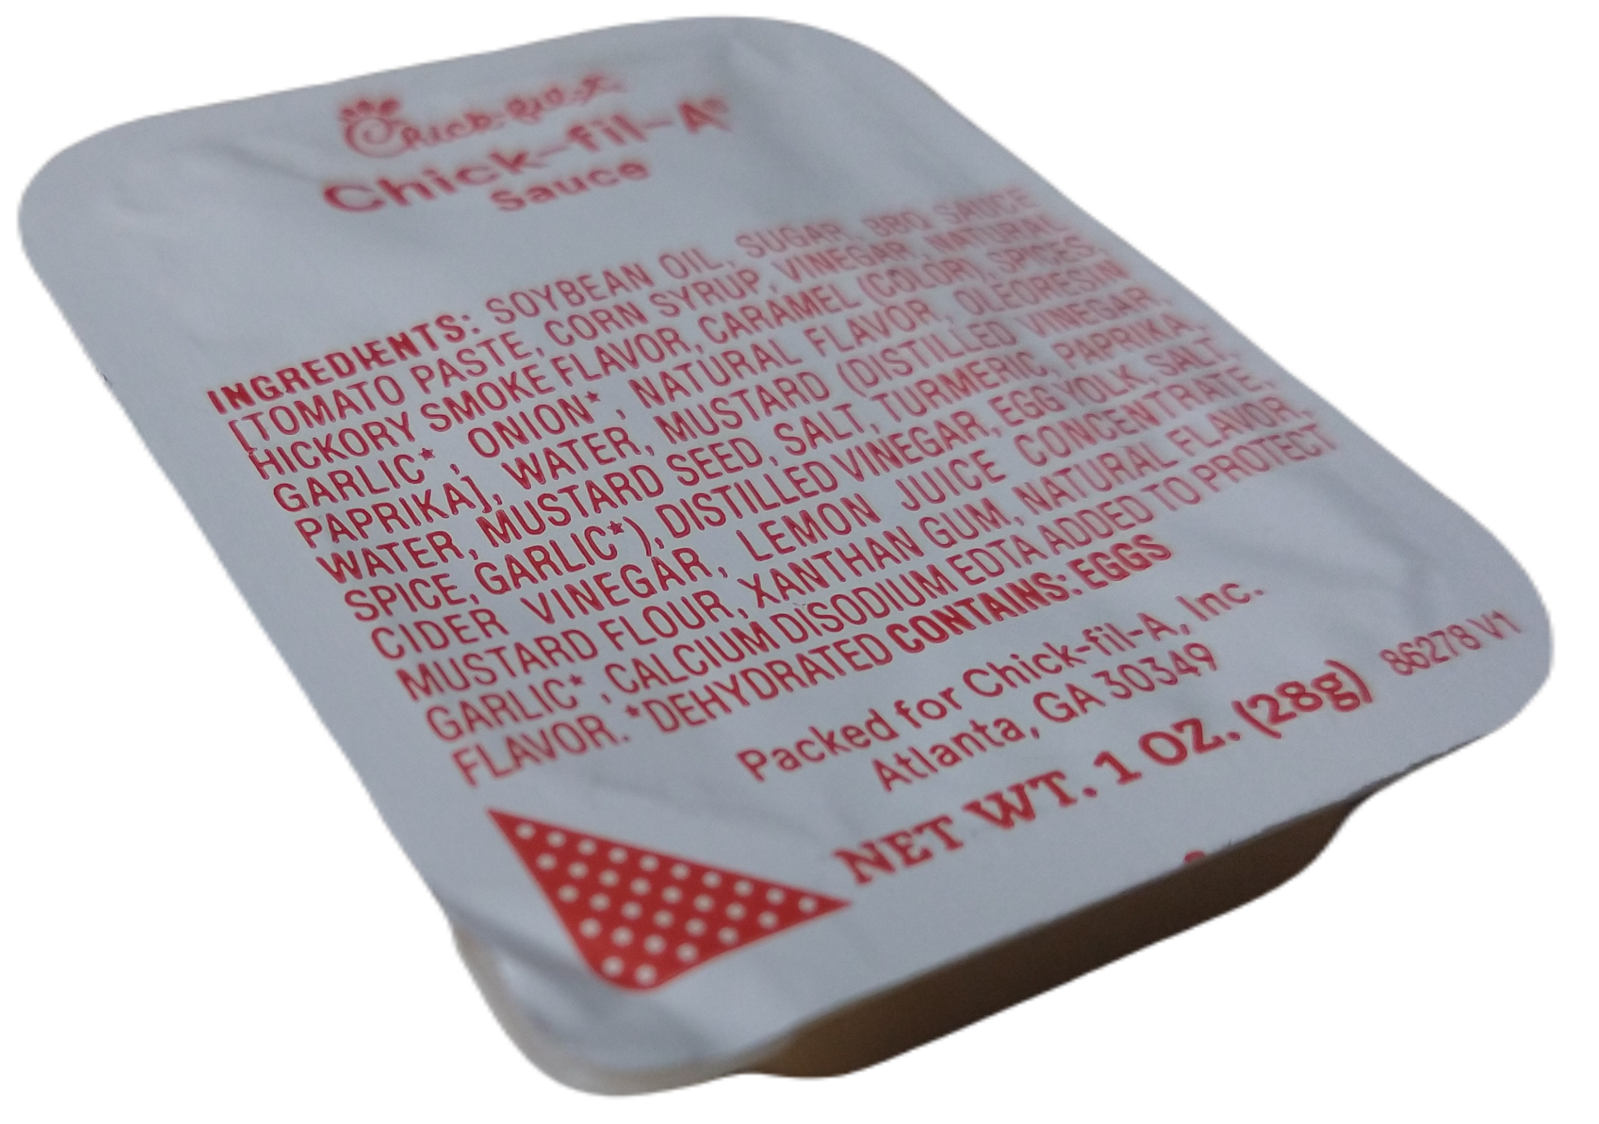 Chick-fil-A
Chick-fil-A®
Sauce
INGREDIENTS: SOYBEAN OIL, SUGAR, BBQ SAUCE
[TOMATO PASTE, CORN SYRUP, VINEGAR, NATURAL
HICKORY SMOKE FLAVOR, CARAMEL (COLOR), SPICES,
GARLIC*, ONION*, NATURAL FLAVOR, OLEORESIN
PAPRIKA], WATER, MUSTARD (DISTILLED VINEGAR,
WATER, MUSTARD SEED, SALT, TURMERIC, PAPRIKA,
SPICE, GARLIC*), DISTILLED VINEGAR, EGG YOLK, SALT,
CIDER VINEGAR, LEMON JUICE CONCENTRATE,
MUSTARD FLOUR, XANTHAN GUM, NATURAL FLAVOR,
GARLIC*, CALCIUM DISODIUM EDTA ADDED TO PROTECT
FLAVOR. *DEHYDRATED CONTAINS: EGGS
Packed for Chick-fil-A, Inc.
Atlanta, GA 30349
NET WT. 1 OZ. (28g)
86278 V1